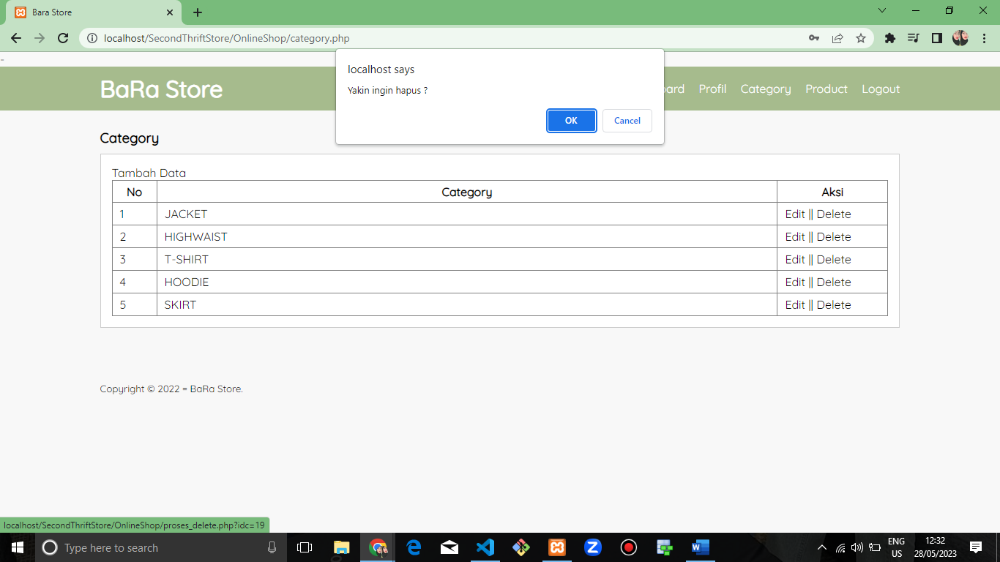 Bara Store
localhost/SecondThriftStore/OnlineShop/category.php
-
localhost says
Yakin ingin hapus ?
OK Cancel
BaRa Store
Profil Category Product Logout
Category
Tambah Data
No Category Aksi
1 JACKET Edit || Delete
2 HIGHWAIST Edit || Delete
3 T-SHIRT Edit || Delete
4 HOODIE Edit || Delete
5 SKIRT Edit || Delete
Copyright © 2022 = BaRa Store.
localhost/SecondThriftStore/OnlineShop/proses_delete.php?idc=19
Type here to search
ENG 12:32
US 28/05/2023